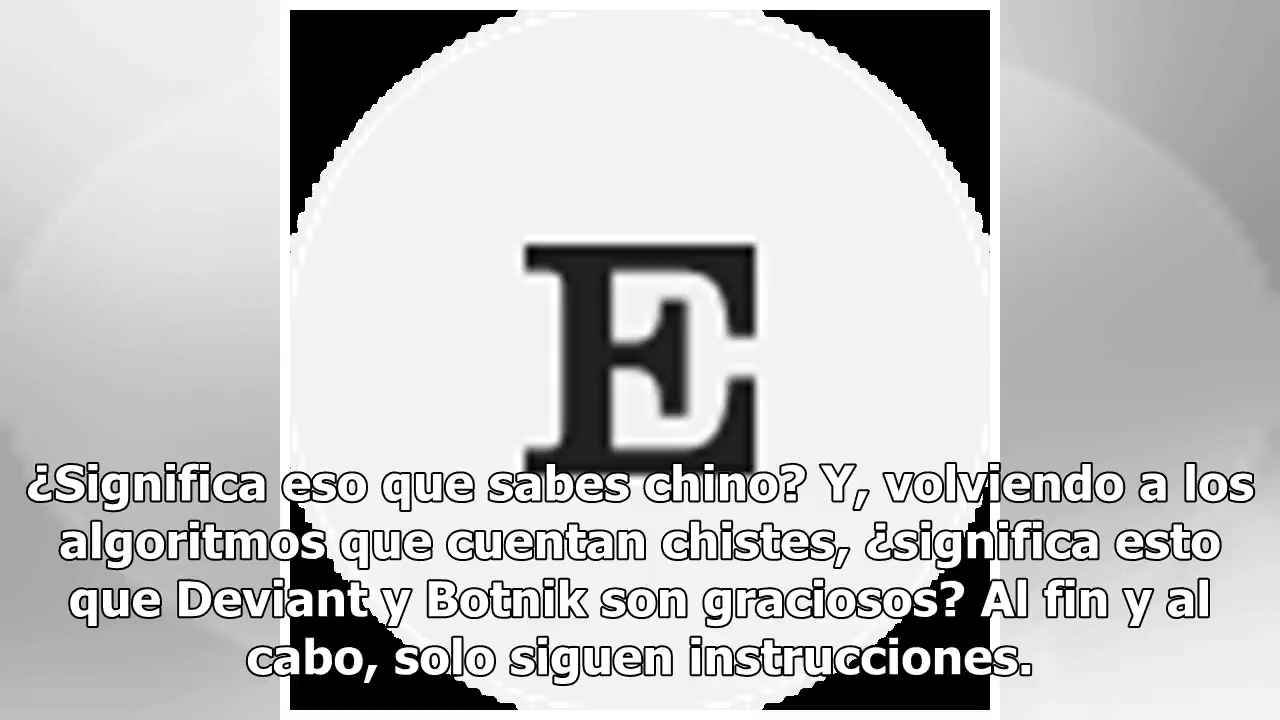 E
¿Significa eso que sabes chino? Y, volviendo a los
algoritmos que cuentan chistes, ¿significa esto
que Deviant y Botnik son graciosos? Al fin y al
cabo, solo siguen instrucciones.